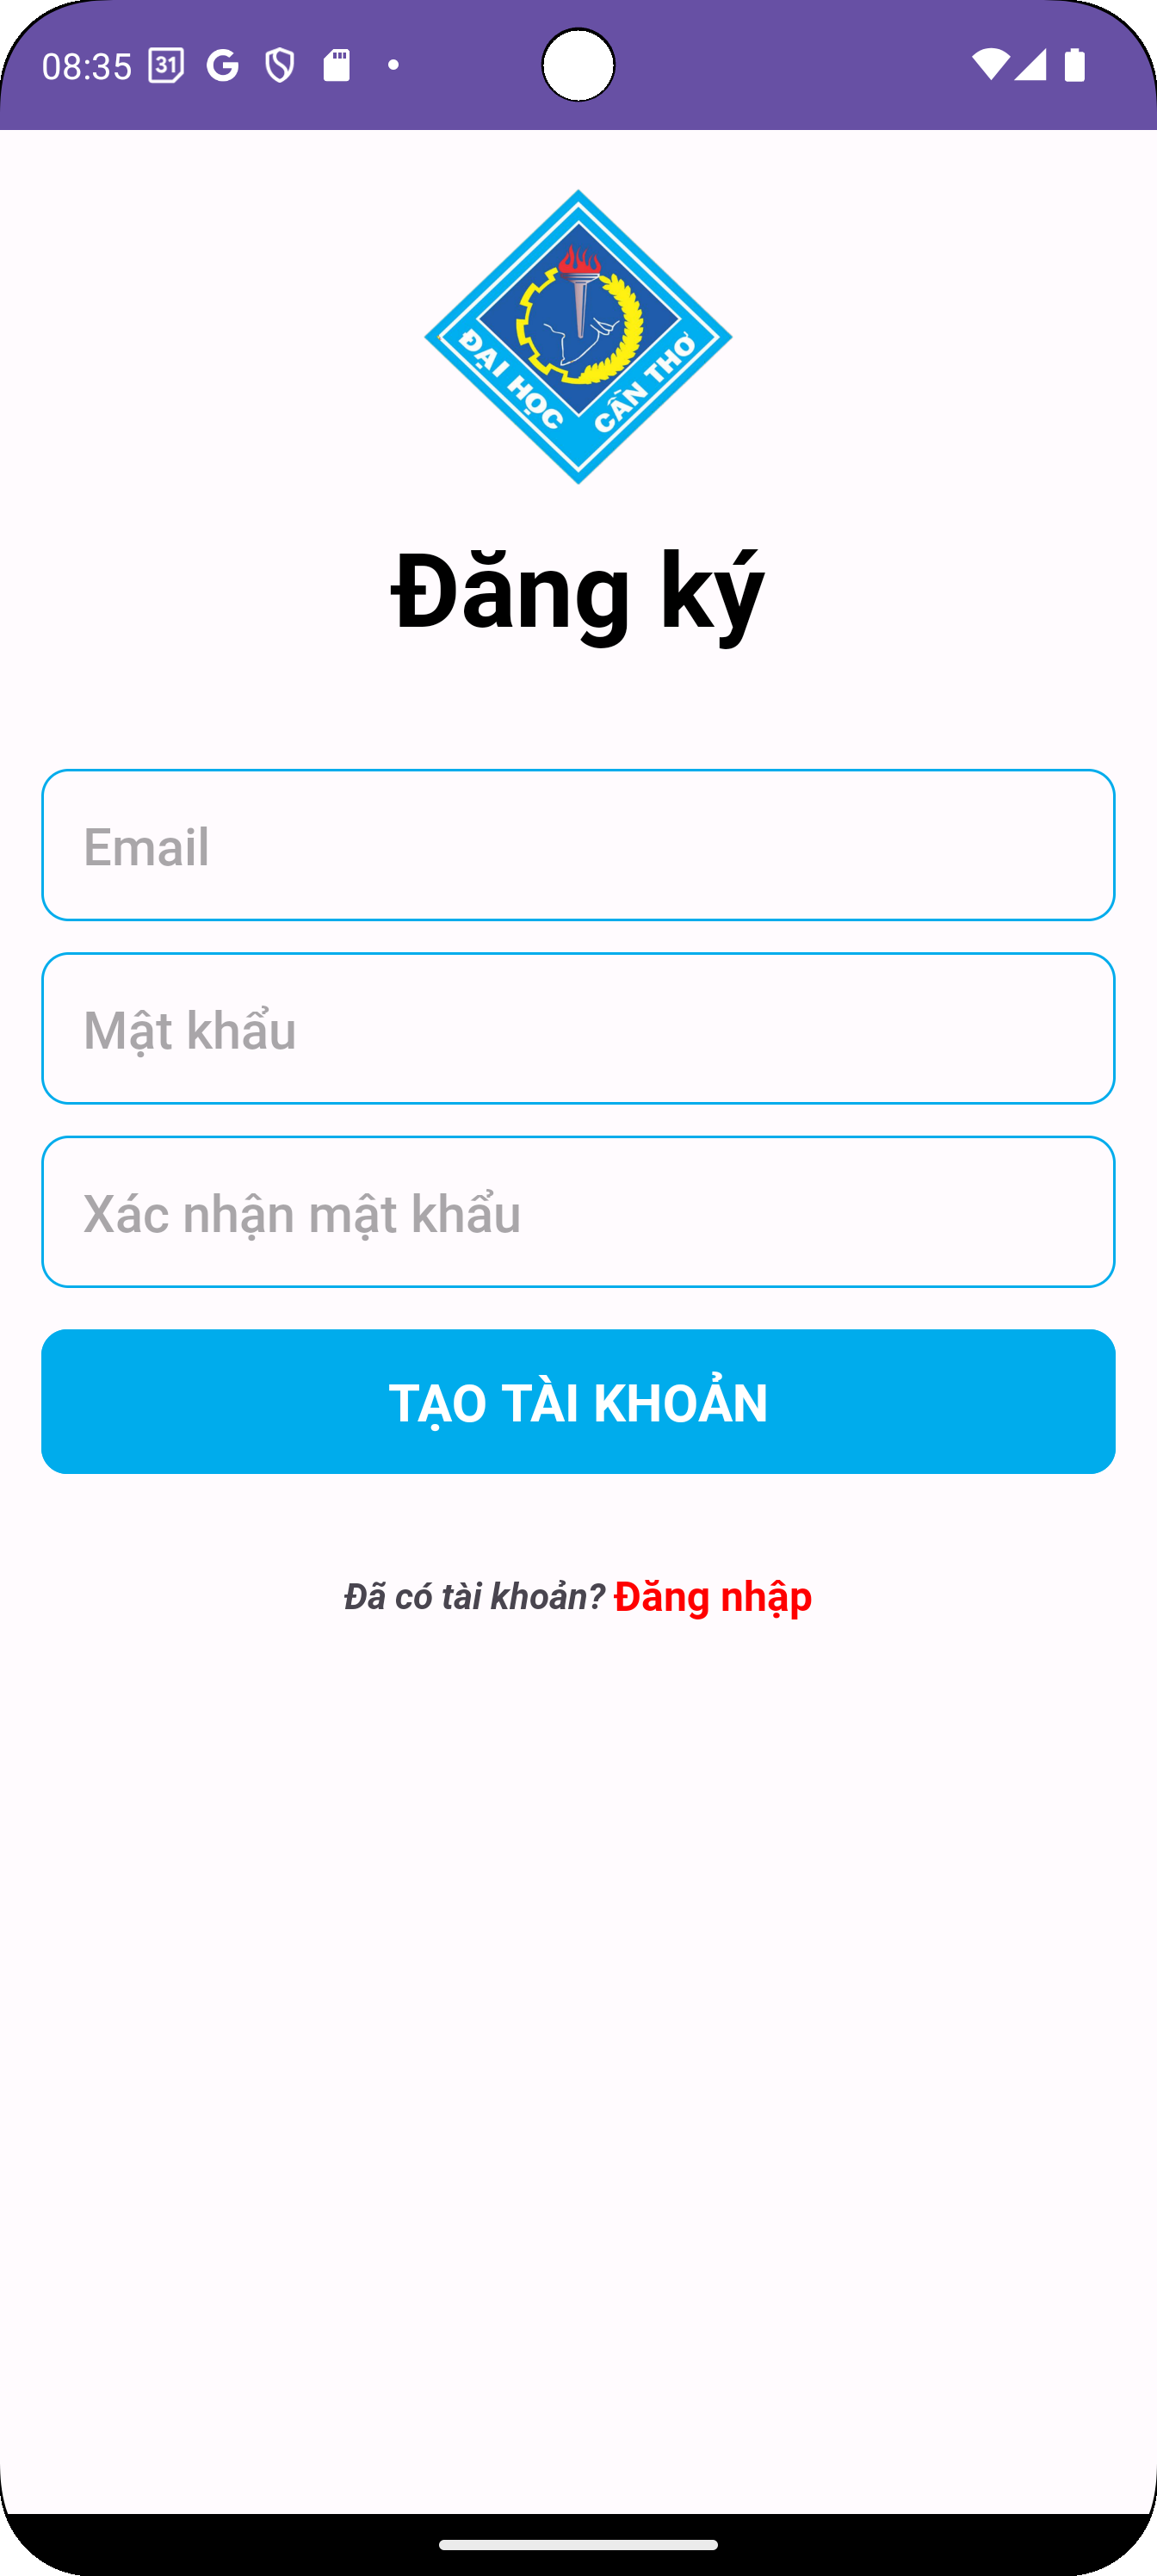 08:35
31
G
ĐẠI HỌC CẦN THƠ
Đăng ký
Email
Mật khẩu
Xác nhận mật khẩu
TẠO TÀI KHOẢN
Đã có tài khoản? Đăng nhập